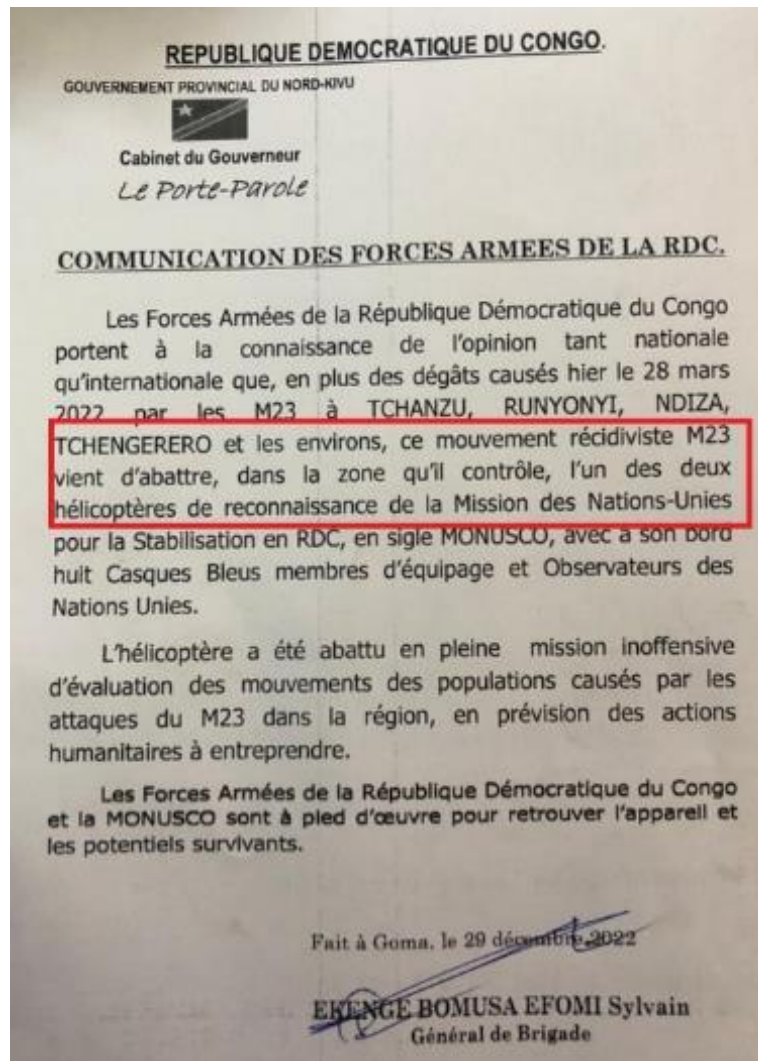 REPUBLIQUE DEMOCRATIQUE DU CONGO.
GOUVERNEMENT PROVINCIAL DU NORD-KIVU
Cabinet du Gouverneur
Le Porte-Parole
COMMUNICATION DES FORCES ARMEES DE LA RDC.
Les Forces Armées de la République Démocratique du Congo
portent à la connaissance de l'opinion tant nationale
qu'internationale que, en plus des dégâts causés hier le 28 mars
2022 par les M23 à TCHANZU, RUNYONYI, NDIZA,
TCHENGERERO et les environs, ce mouvement récidiviste M23
vient d'abattre, dans la zone qu'il contrôle, l'un des deux
hélicoptères de reconnaissance de la Mission des Nations-Unies
pour la Stabilisation en RDC, en sigle MONUSCO, avec à son bord
huit Casques Bleus membres d'équipage et Observateurs des
Nations Unies.
L'hélicoptère a été abattu en pleine mission inoffensive
d'évaluation des mouvements des populations causés par les
attaques du M23 dans la région, en prévision des actions
humanitaires à entreprendre.
Les Forces Armées de la République Démocratique du Congo
et la MONUSCO sont à pied d'œuvre pour retrouver l'appareil et
les potentiels survivants.
Fait à Goma, le 29 décembre 2022
EKENGE BOMUSA EFOMI Sylvain
Général de Brigade